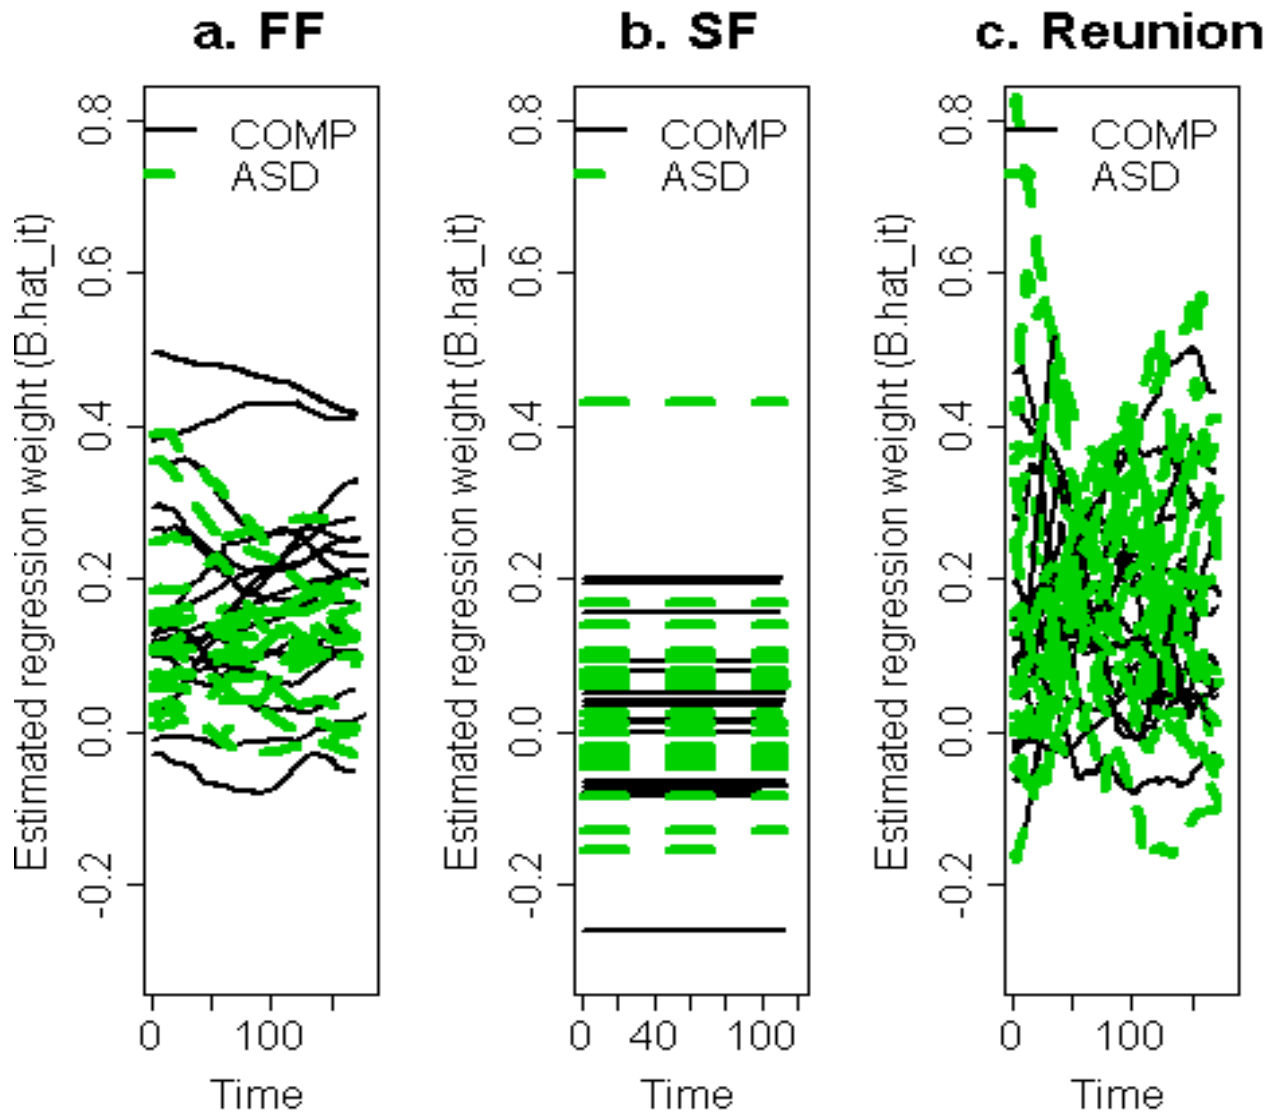 a. FF
COMP
ASD
Estimated regression weight (B.hat_it)
0.8
0.6
0.4
0.2
0.0
-0.2
0
100
Time
b. SF
COMP
ASD
Estimated regression weight (B.hat_it)
0.8
0.6
0.4
0.2
0.0
-0.2
0
40
100
Time
c. Reunion
COMP
ASD
Estimated regression weight (B.hat_it)
0.8
0.6
0.4
0.2
0.0
-0.2
0
100
Time